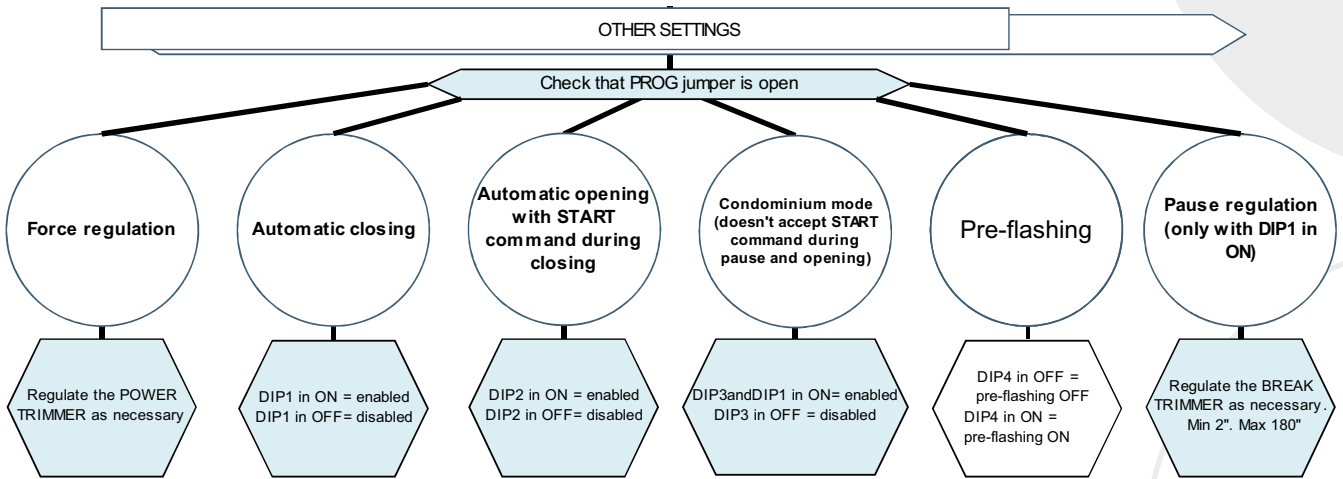 OTHER SETTINGS
Check that PROG jumper is open
Force regulation
Automatic closing
Automatic opening
with START
command during
closing
Condominium mode
(doesn't accept START
command during
pause and opening)
Pre-flashing
Pause regulation
(only with DIP1 in
ON)
Regulate the POWER
TRIMMER as necessary
DIP1 in ON = enabled
DIP1 in OFF= disabled
DIP2 in ON = enabled
DIP2 in OFF= disabled
DIP3andDIP1 in ON= enabled
DIP3 in OFF = disabled
DIP4 in OFF =
pre-flashing OFF
DIP4 in ON =
pre-flashing ON
Regulate the BREAK
TRIMMER as necessary.
Min 2". Max 180"